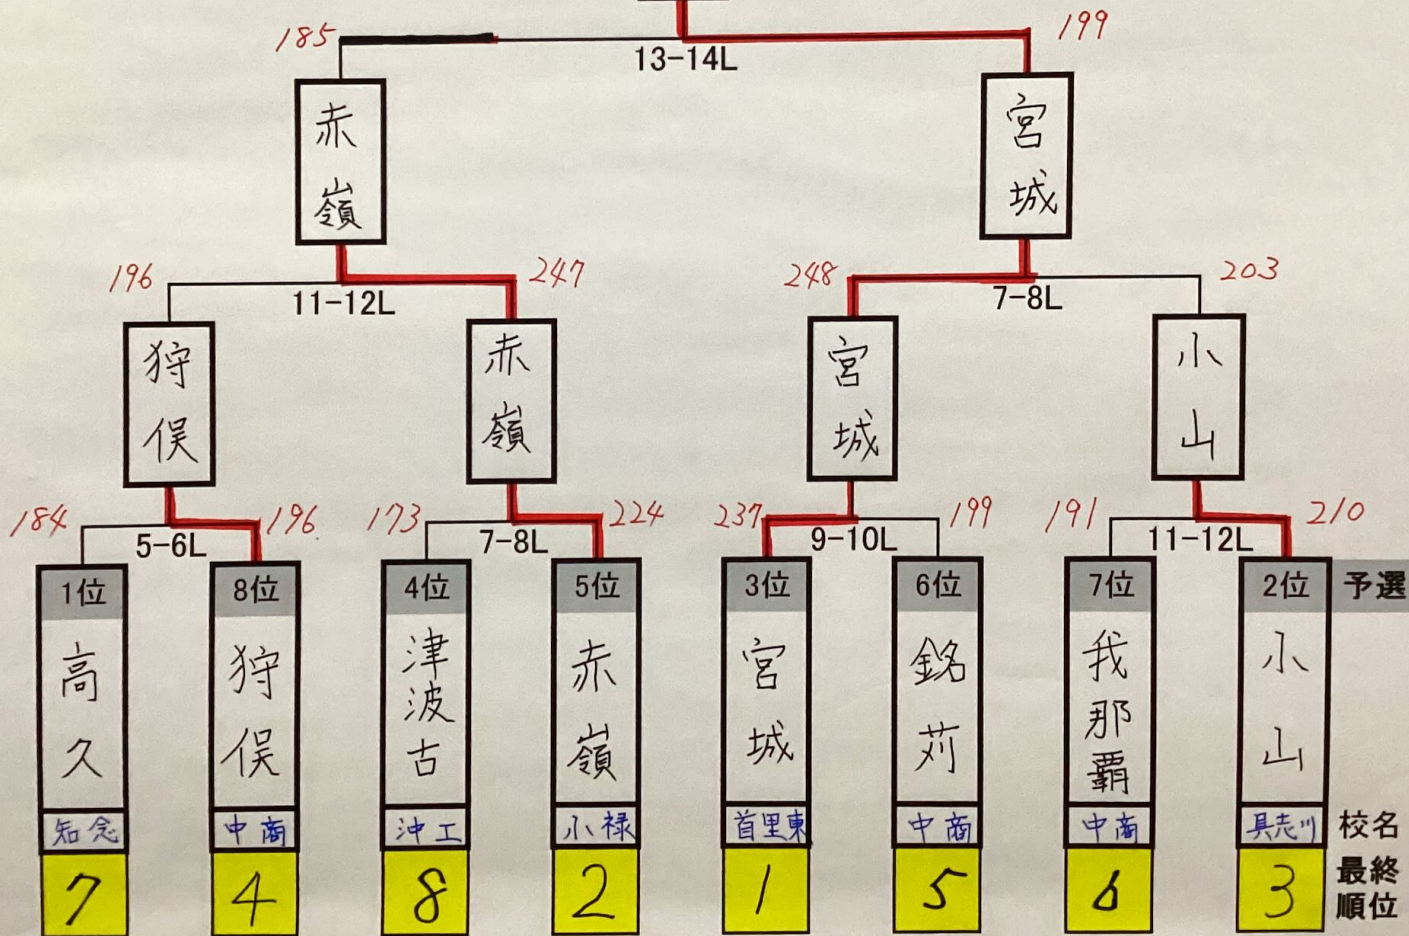 185 199
13-14L
赤嶺 宮城
196 247 248 203
11-12L 7-8L
狩俣 赤嶺 宮城 小山
184 196 173 224 237 199 191 210
5-6L 7-8L 9-10L 11-12L
1位 8位 4位 5位 3位 6位 7位 2位 予選
高久 狩俣 津波古 赤嶺 宮城 銘苅 我那覇 小山
知念 中商 沖工 小禄 首里東 中商 中商 具志川 校名
7 4 8 2 1 5 6 3 最終
順位